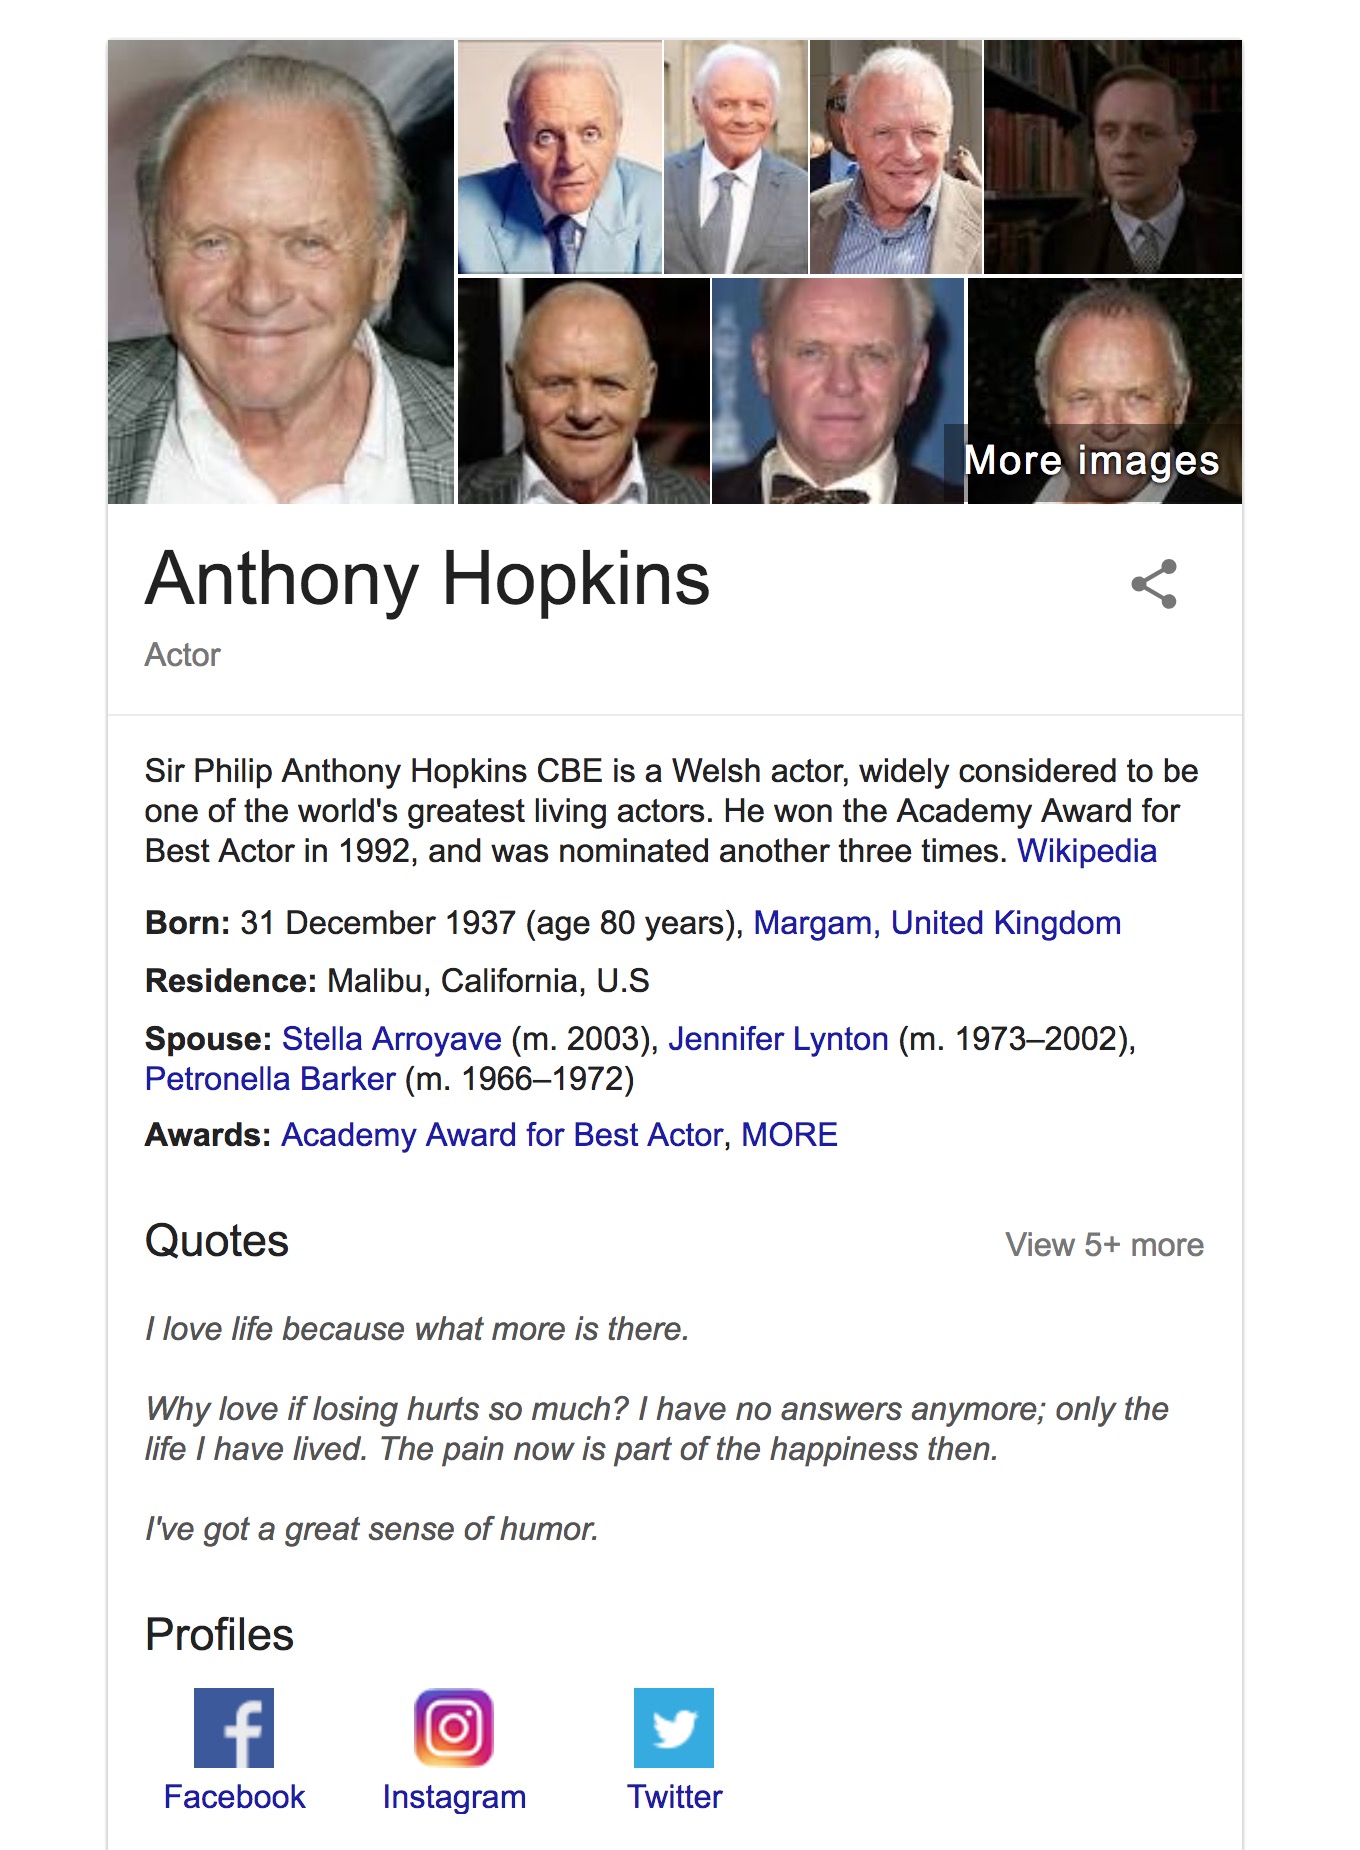 More images
Anthony Hopkins
Actor
Sir Philip Anthony Hopkins CBE is a Welsh actor, widely considered to be
one of the world's greatest living actors. He won the Academy Award for
Best Actor in 1992, and was nominated another three times. Wikipedia
Born: 31 December 1937 (age 80 years), Margam, United Kingdom
Residence: Malibu, California, U.S
Spouse: Stella Arroyave (m. 2003), Jennifer Lynton (m. 1973–2002),
Petronella Barker (m. 1966–1972)
Awards: Academy Award for Best Actor, MORE
Quotes View 5+ more
I love life because what more is there.
Why love if losing hurts so much? I have no answers anymore; only the
life I have lived. The pain now is part of the happiness then.
I've got a great sense of humor.
Profiles
Facebook Instagram Twitter